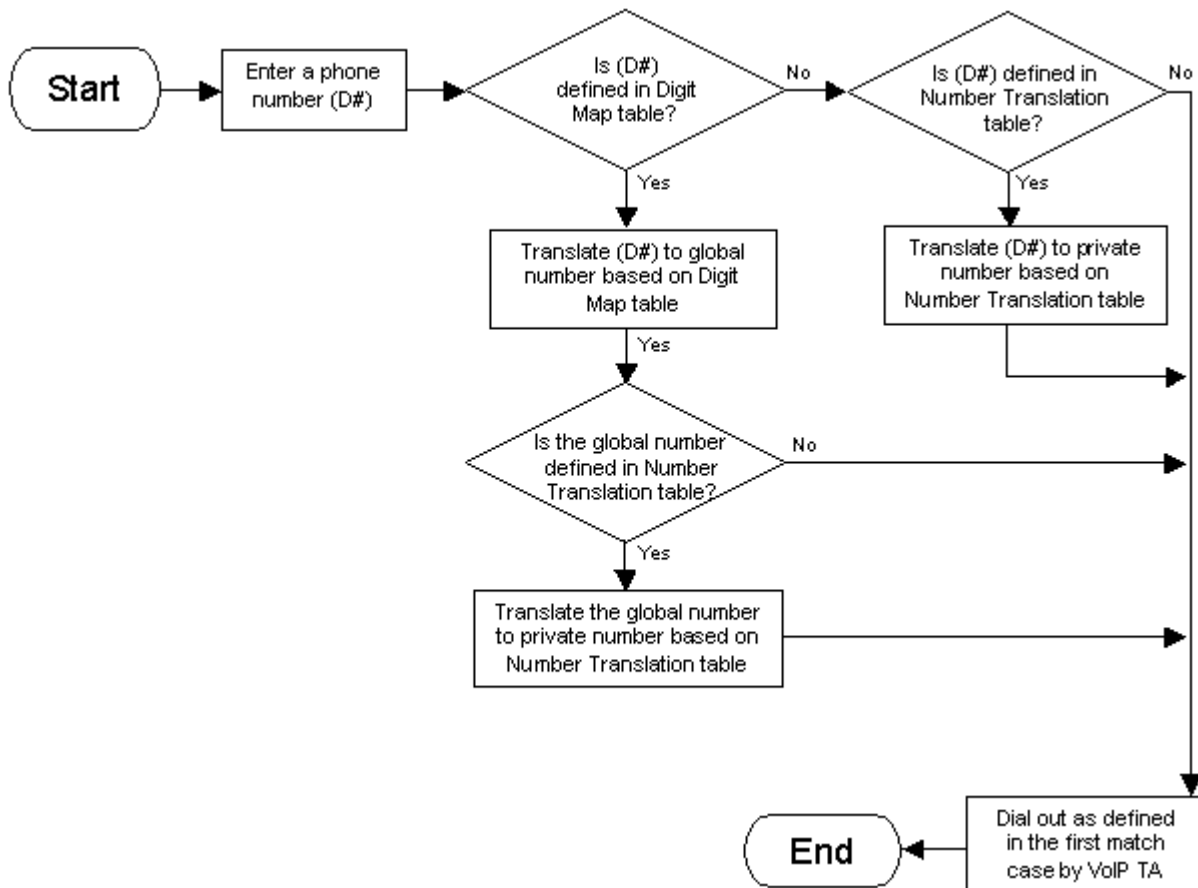 Start
Enter a phone
number (D#)
Is (D#)
defined in Digit
Map table?
No
Is (D#) defined in
Number Translation
table?
No
Yes
Yes
Translate (D#) to global
number based on Digit
Map table
Translate (D#) to private
number based on
Number Translation table
Yes
Is the global number
defined in Number
Translation table?
No
Yes
Translate the global number
to private number based on
Number Translation table
Dial out as defined
in the first match
case by VoIP TA
End